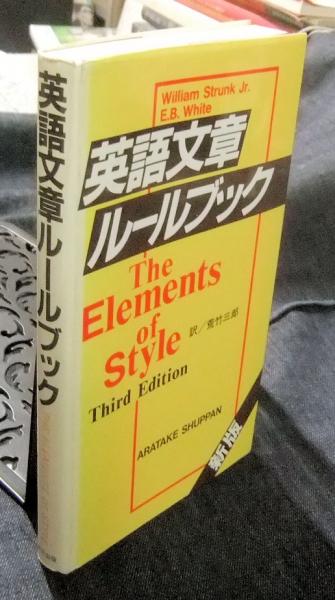 英語文章ルールブック
William Strunk Jr.
E.B. White
英語文章
ルールブック
The
Elements
of
Style
Third Edition
訳／荒竹三郎
ARATAKE SHUPPAN
新版